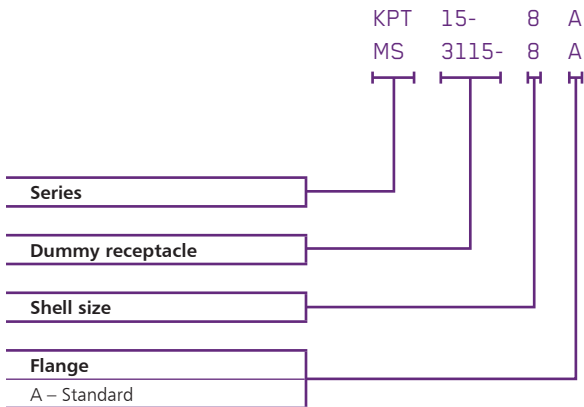 KPT 15- 8 A
MS 3115- 8 A
Series
Dummy receptacle
Shell size
Flange
A – Standard